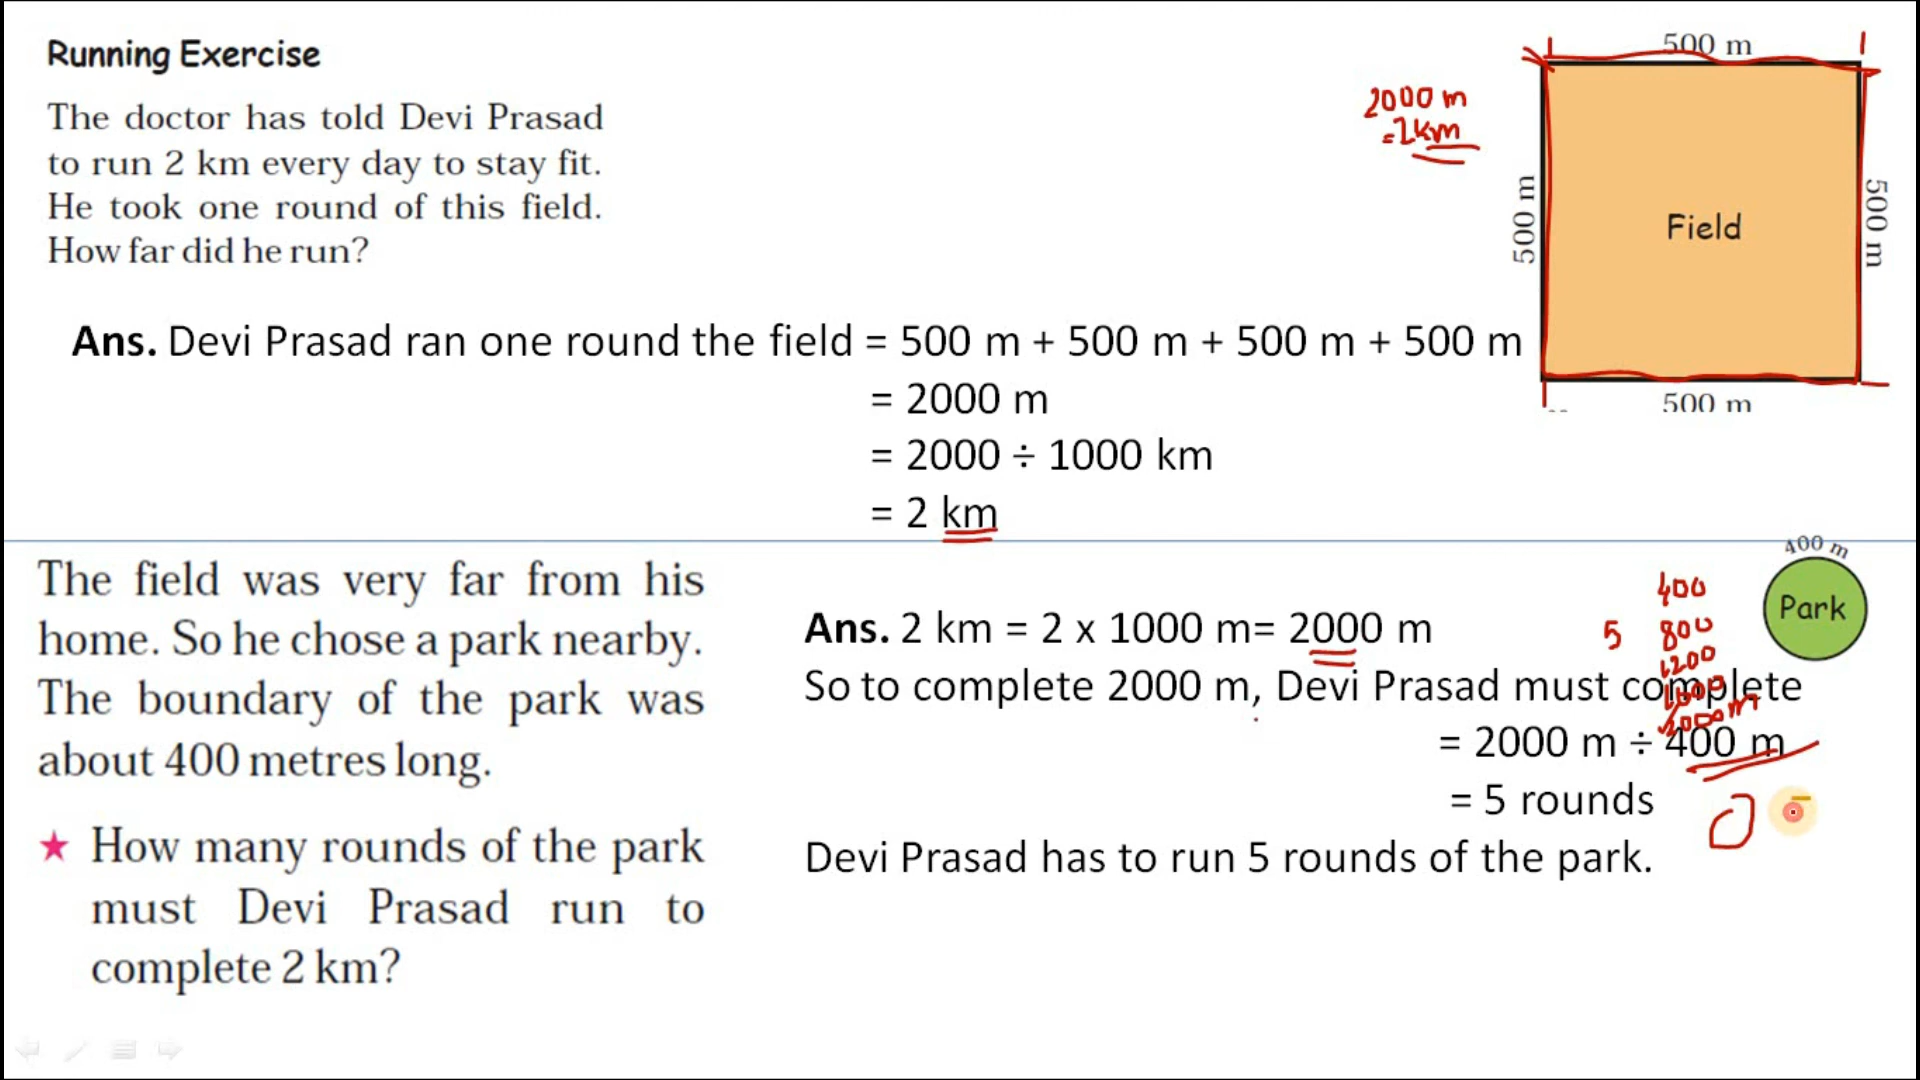 Running Exercise
The doctor has told Devi Prasad
to run 2 km every day to stay fit.
He took one round of this field.
How far did he run?
500 m
2000 m
= 2 km
500 m
Field
500 m
500 m
Ans. Devi Prasad ran one round the field = 500 m + 500 m + 500 m + 500 m
= 2000 m
= 2000 ÷ 1000 km
= 2 km
The field was very far from his
home. So he chose a park nearby.
The boundary of the park was
about 400 metres long.
★ How many rounds of the park
must Devi Prasad run to
complete 2 km?
400 m
Park
400
5 800
1200
1600
2000 m
Ans. 2 km = 2 x 1000 m= 2000 m
So to complete 2000 m, Devi Prasad must complete
= 2000 m ÷ 400 m
= 5 rounds
Devi Prasad has to run 5 rounds of the park.